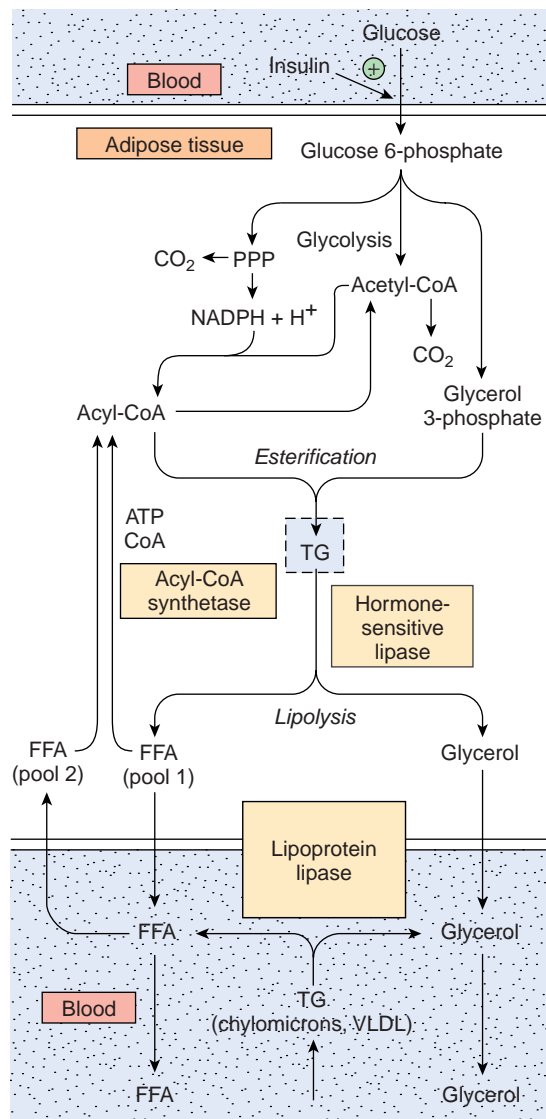 Glucose
Insulin
+
Blood
Adipose tissue
Glucose 6-phosphate
Glycolysis
CO2
PPP
Acetyl-CoA
NADPH + H+
CO2
Acyl-CoA
Glycerol
3-phosphate
Esterification
ATP
CoA
TG
Acyl-CoA
synthetase
Hormone-
sensitive
lipase
Lipolysis
FFA
(pool 2)
FFA
(pool 1)
Glycerol
Lipoprotein
lipase
FFA
Glycerol
Blood
TG
(chylomicrons, VLDL)
FFA
Glycerol